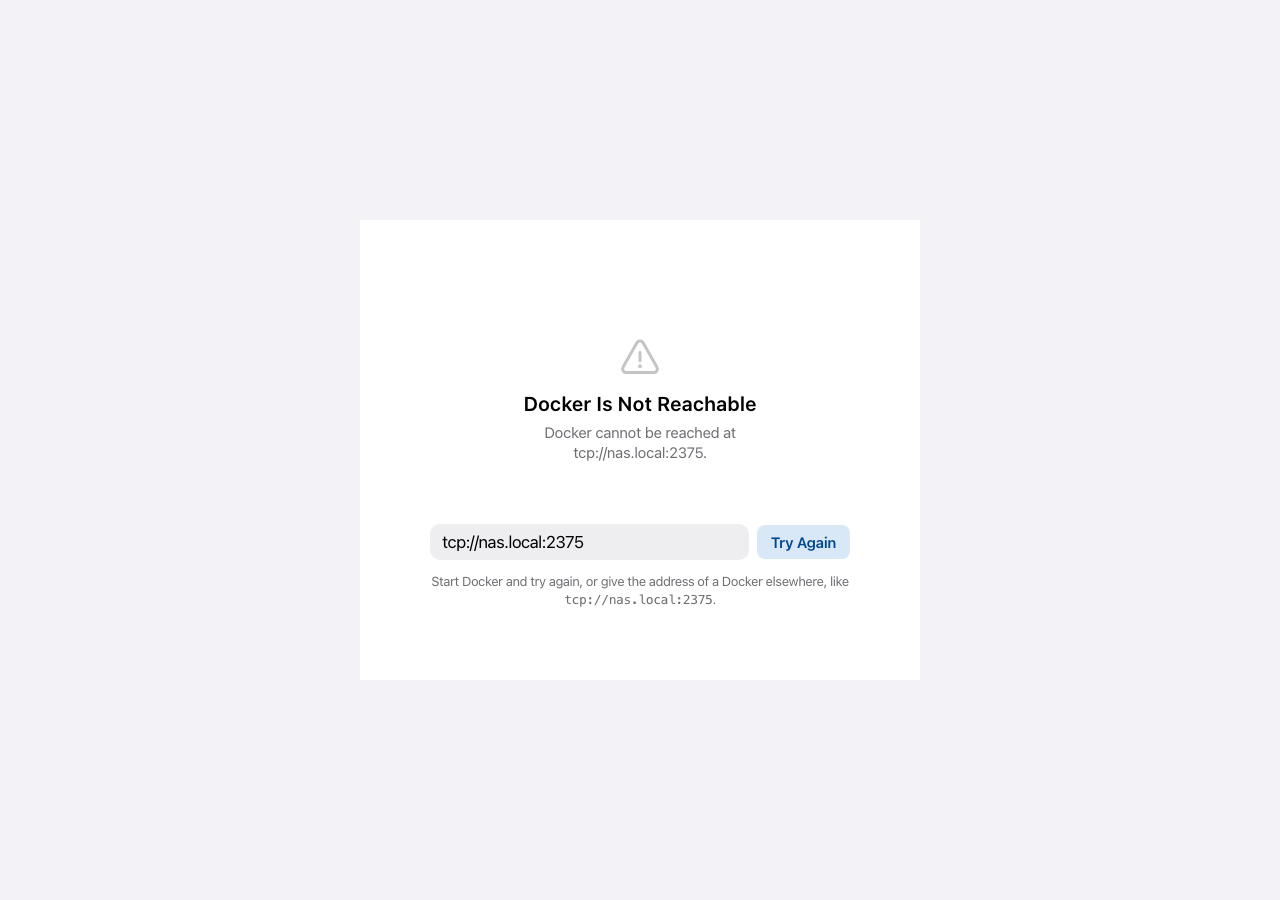 Docker Is Not Reachable
Docker cannot be reached at
tcp://nas.local:2375.
tcp://nas.local:2375
Try Again
Start Docker and try again, or give the address of a Docker elsewhere, like
tcp://nas.local:2375.